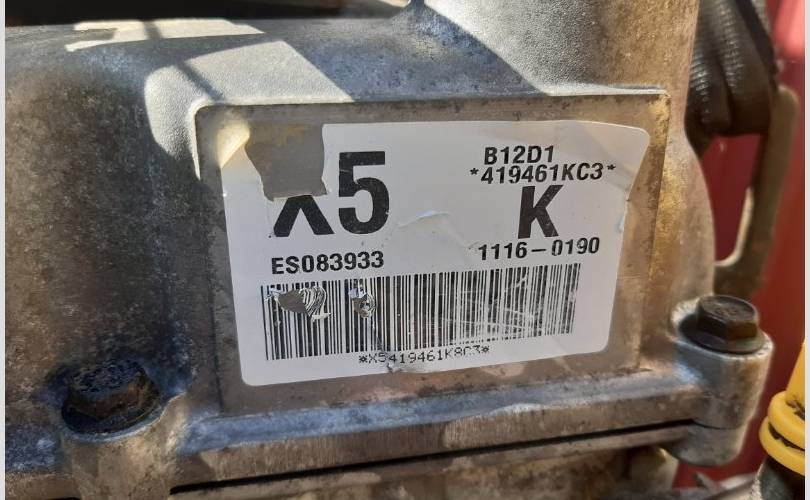 X5
B12D1
*419461KC3*
K
ES083933
1116-0190
*X5419461K8C3*